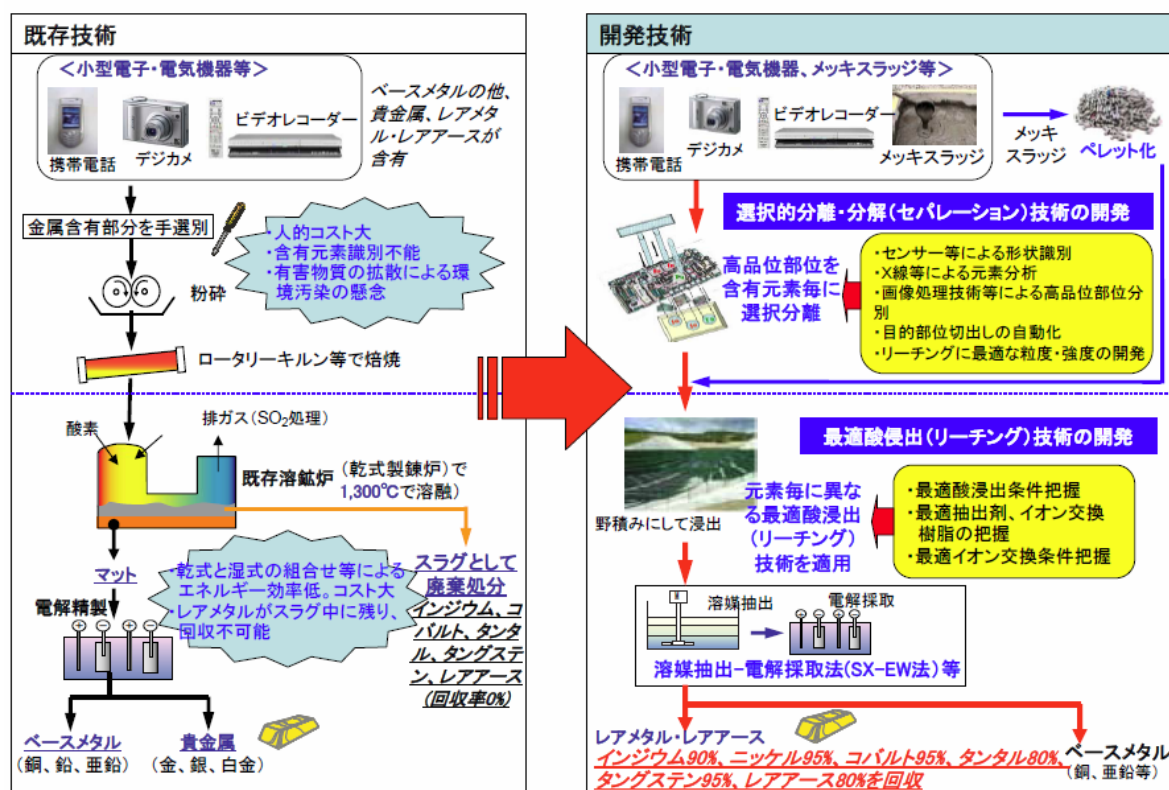 既存技術
＜小型電子・電気機器等＞
ベースメタルの他、
貴金属、レアメタ
ル・レアアースが
含有
ビデオレコーダー
デジカメ
携帯電話
金属含有部分を手選別
・人的コスト大
・含有元素識別不能
・有害物質の拡散による環
境汚染の懸念
粉砕
ロータリーキルン等で焙焼
酸素
排ガス（SO2処理）
既存溶鉱炉
（乾式製錬炉）で
1,300℃で溶融）
マット
電解精製
・乾式と湿式の組合せ等による
エネルギー効率低。コスト大
・レアメタルがスラグ中に残り、
回収不可能
スラグとして
廃棄処分
インジウム、コ
バルト、タンタ
ル、タングステ
ン、レアアース
（回収率0%）
ベースメタル
（銅、鉛、亜鉛）
貴金属
（金、銀、白金）
開発技術
＜小型電子・電気機器、メッキスラッジ等＞
ビデオレコーダー
デジカメ
携帯電話
メッキスラッジ
メッキ
スラッジ
ペレット化
選択的分離・分解（セパレーション）技術の開発
高品位部位を
含有元素毎に
選択分離
・センサー等による形状識別
・X線等による元素分析
・画像処理技術等による高品位部位分
別
・目的部位切出しの自動化
・リーチングに最適な粒度・強度の開発
最適酸侵出（リーチング）技術の開発
野積みにして浸出
元素毎に異な
る最適酸浸出
（リーチング）
技術を適用
・最適酸浸出条件把握
・最適抽出剤、イオン交換
樹脂の把握
・最適イオン交換条件把握
溶媒抽出
電解採取
溶媒抽出-電解採取法(SX-EW法)等
レアメタル・レアアース
インジウム90%、ニッケル95%、コバルト95%、タンタル80%、
タングステン95%、レアアース80%を回収
ベースメタル
（銅、亜鉛等）